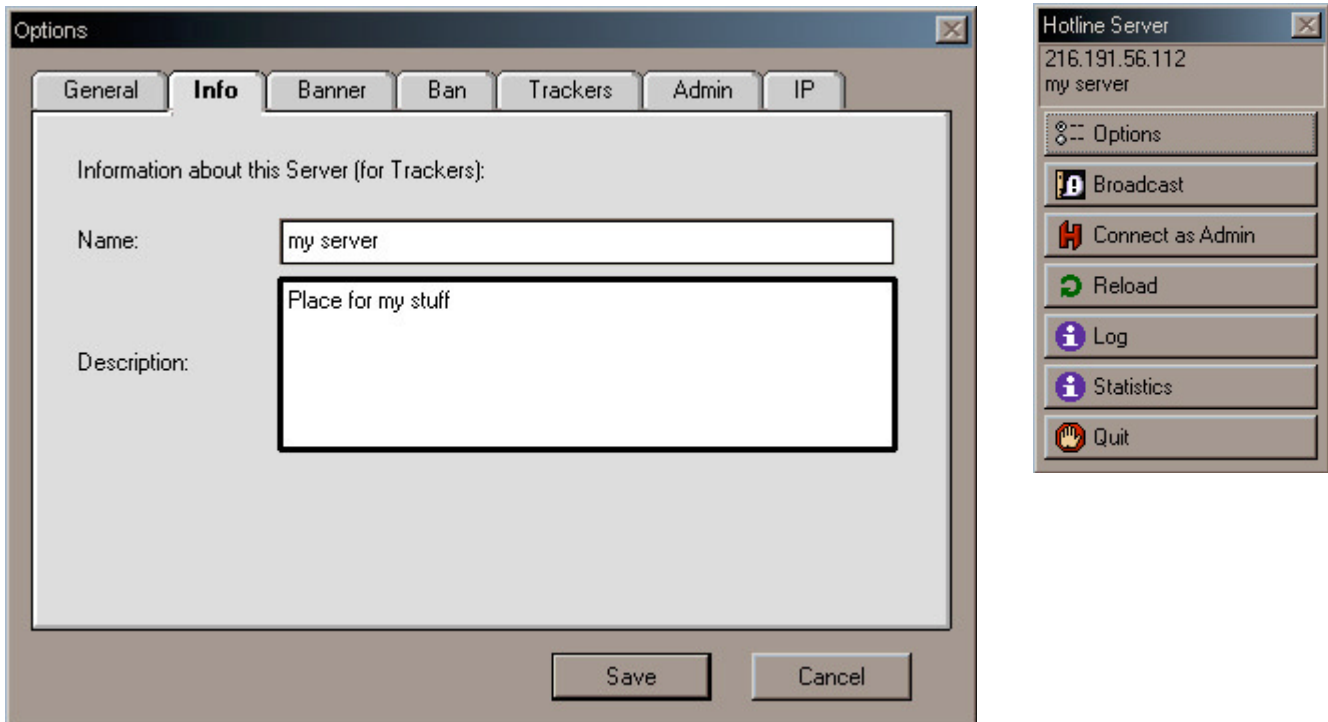 Options
General Info Banner Ban Trackers Admin IP
Information about this Server (for Trackers):
Name: my server
Place for my stuff
Description:
Save Cancel
Hotline Server
216.191.56.112
my server
Options
Broadcast
Connect as Admin
Reload
Log
Statistics
Quit